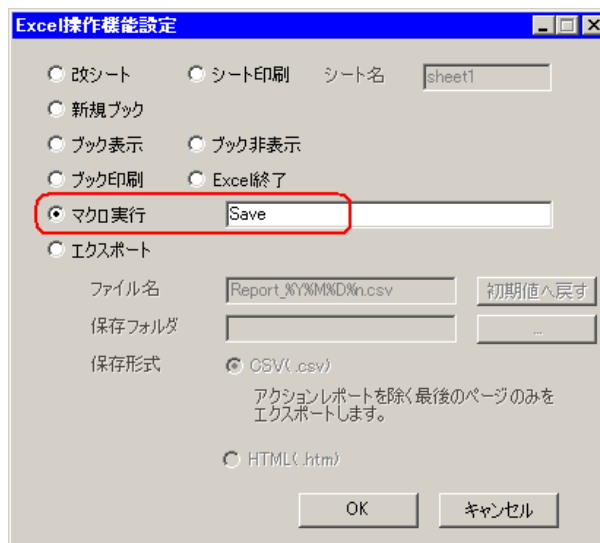 Excel操作機能設定
改シート シート印刷 シート名 sheet1
新規ブック
ブック表示 ブック非表示
ブック印刷 Excel終了
マクロ実行 Save
エクスポート
ファイル名 Report_%Y%M%D%n.csv 初期値へ戻す
保存フォルダ ...
保存形式 CSV(.csv)
アクションレポートを除く最後のページのみを
エクスポートします。
HTML(.htm)
OK キャンセル